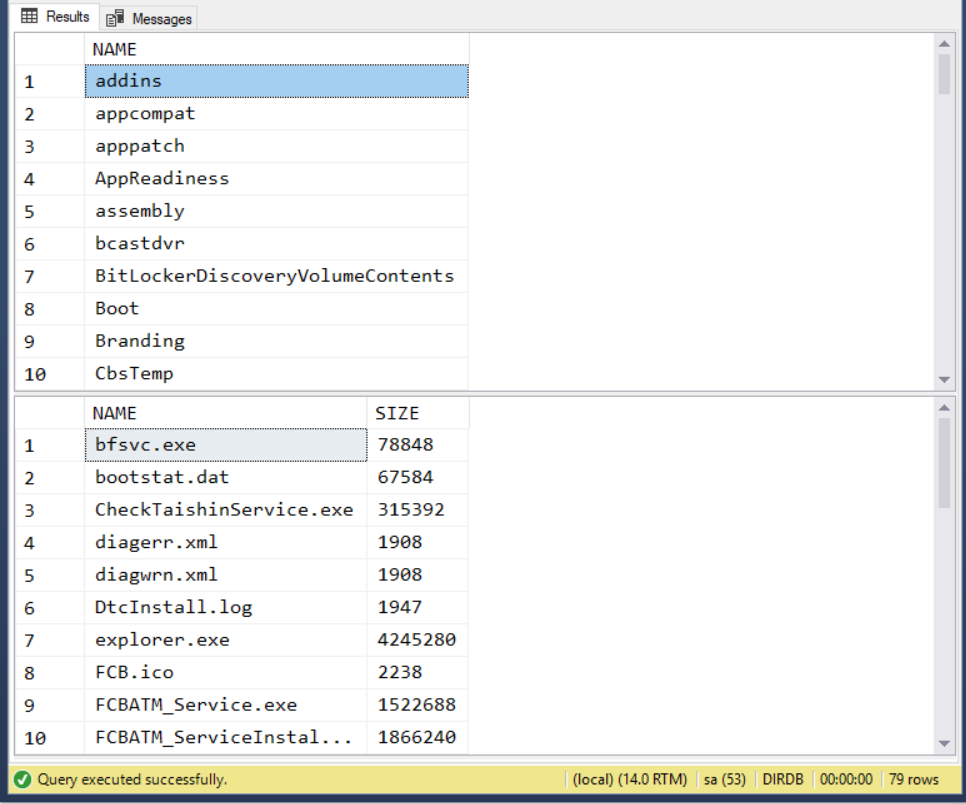 Results Messages
NAME
1 addins
2 appcompat
3 apppatch
4 AppReadiness
5 assembly
6 bcastdvr
7 BitLockerDiscoveryVolumeContents
8 Boot
9 Branding
10 CbsTemp
NAME SIZE
1 bfsvc.exe 78848
2 bootstat.dat 67584
3 CheckTaishinService.exe 315392
4 diagerr.xml 1908
5 diagwrn.xml 1908
6 DtcInstall.log 1947
7 explorer.exe 4245280
8 FCB.ico 2238
9 FCBATM_Service.exe 1522688
10 FCBATM_ServiceInstal... 1866240
Query executed successfully. (local) (14.0 RTM) sa (53) DIRDB 00:00:00 79 rows